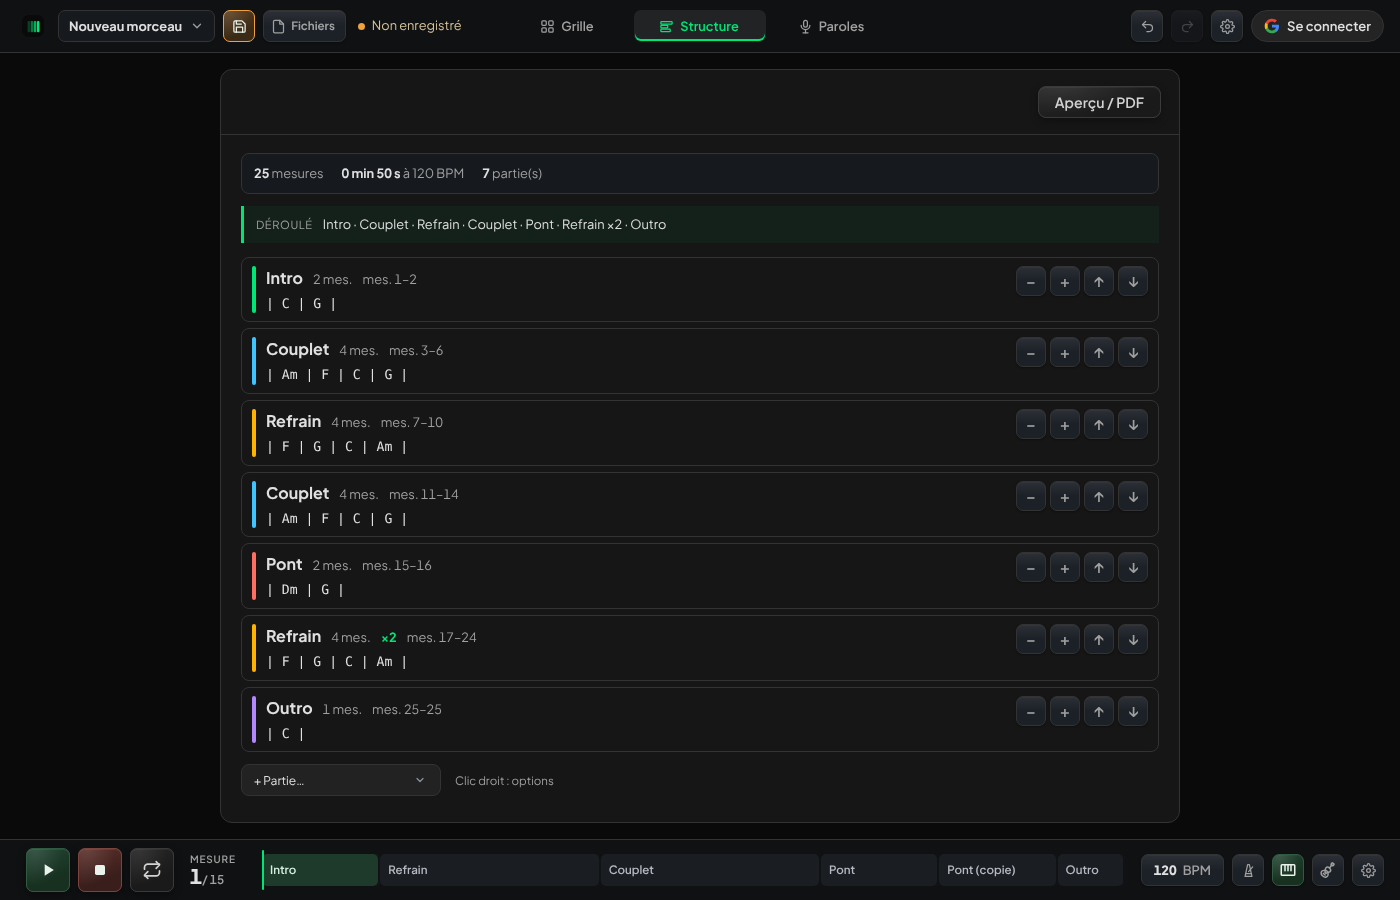 Nouveau morceau Fichiers Non enregistré Grille Structure Paroles Se connecter
Aperçu / PDF
25 mesures 0 min 50 s à 120 BPM 7 partie(s)
DÉROULÉ Intro · Couplet · Refrain · Couplet · Pont · Refrain ×2 · Outro
Intro 2 mes. mes. 1–2
| C | G |
Couplet 4 mes. mes. 3–6
| Am | F | C | G |
Refrain 4 mes. mes. 7–10
| F | G | C | Am |
Couplet 4 mes. mes. 11–14
| Am | F | C | G |
Pont 2 mes. mes. 15–16
| Dm | G |
Refrain 4 mes. ×2 mes. 17–24
| F | G | C | Am |
Outro 1 mes. mes. 25–25
| C |
+ Partie... Clic droit : options
MESURE
1/15 Intro Refrain Couplet Pont Pont (copie) Outro 120 BPM